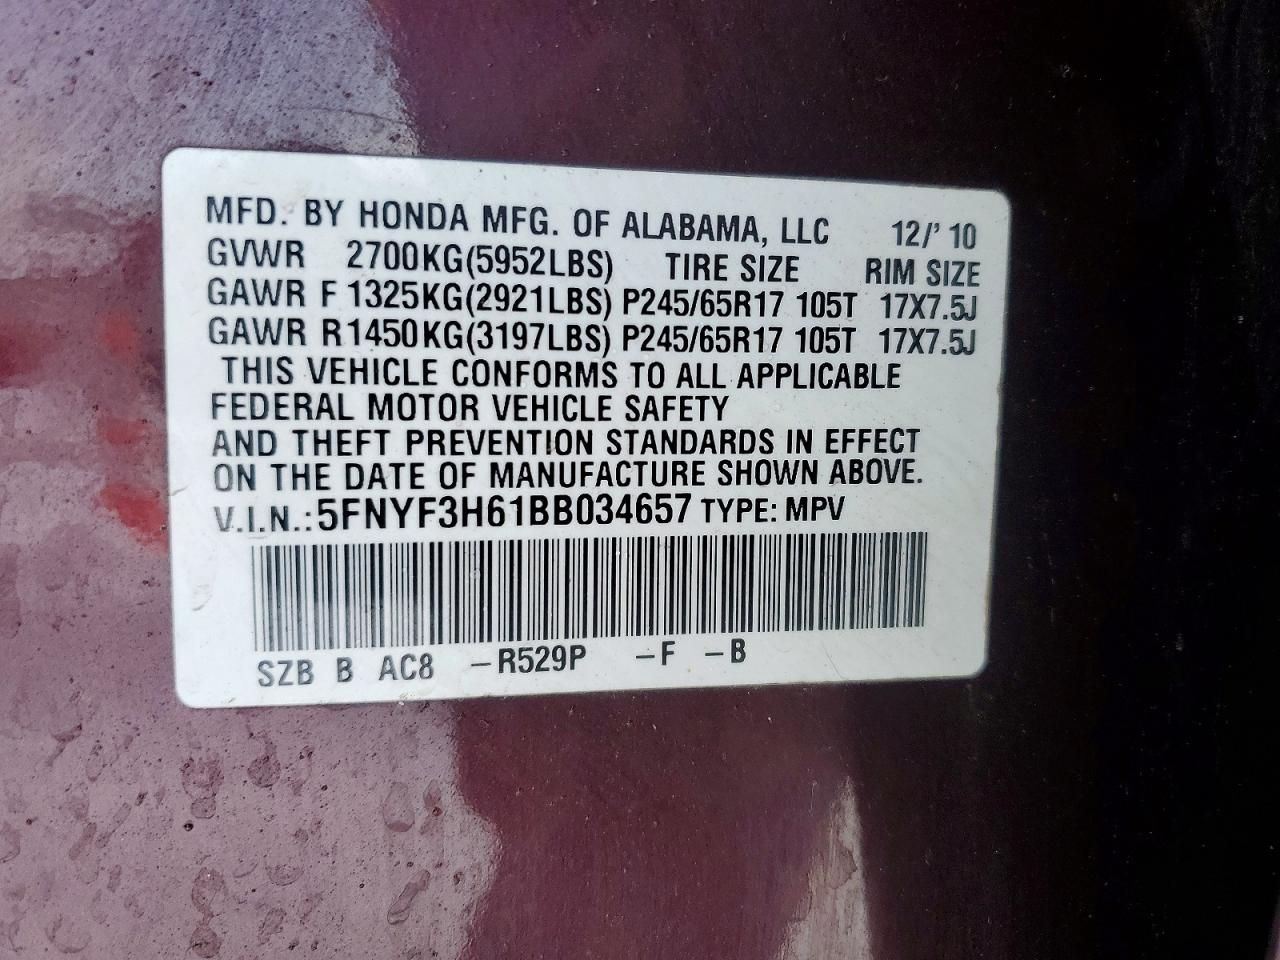 MFD. BY HONDA MFG. OF ALABAMA, LLC 12/'10
GVWR 2700KG(5952LBS) TIRE SIZE RIM SIZE
GAWR F 1325KG(2921LBS) P245/65R17 105T 17X7.5J
GAWR R1450KG(3197LBS) P245/65R17 105T 17X7.5J
THIS VEHICLE CONFORMS TO ALL APPLICABLE
FEDERAL MOTOR VEHICLE SAFETY
AND THEFT PREVENTION STANDARDS IN EFFECT
ON THE DATE OF MANUFACTURE SHOWN ABOVE.
V.I.N.:5FNYF3H61BB034657 TYPE: MPV
SZB B AC8 -R529P -F -B